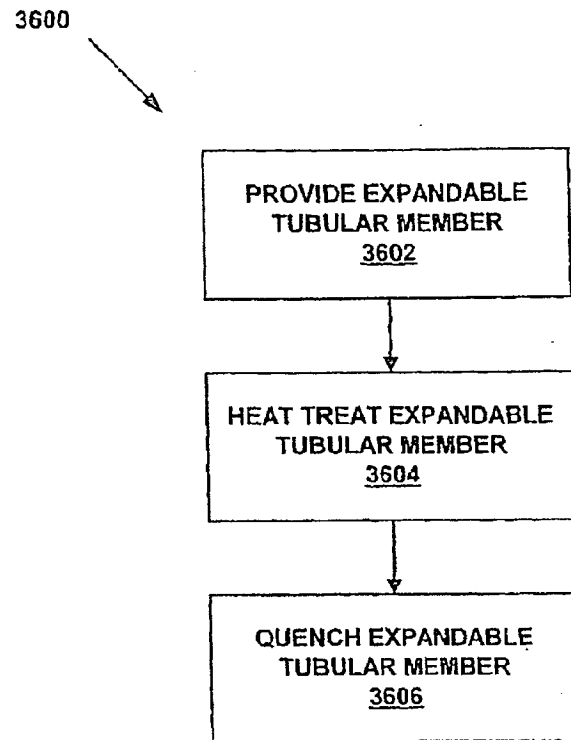 3600
PROVIDE EXPANDABLE
TUBULAR MEMBER
3602
HEAT TREAT EXPANDABLE
TUBULAR MEMBER
3604
QUENCH EXPANDABLE
TUBULAR MEMBER
3606